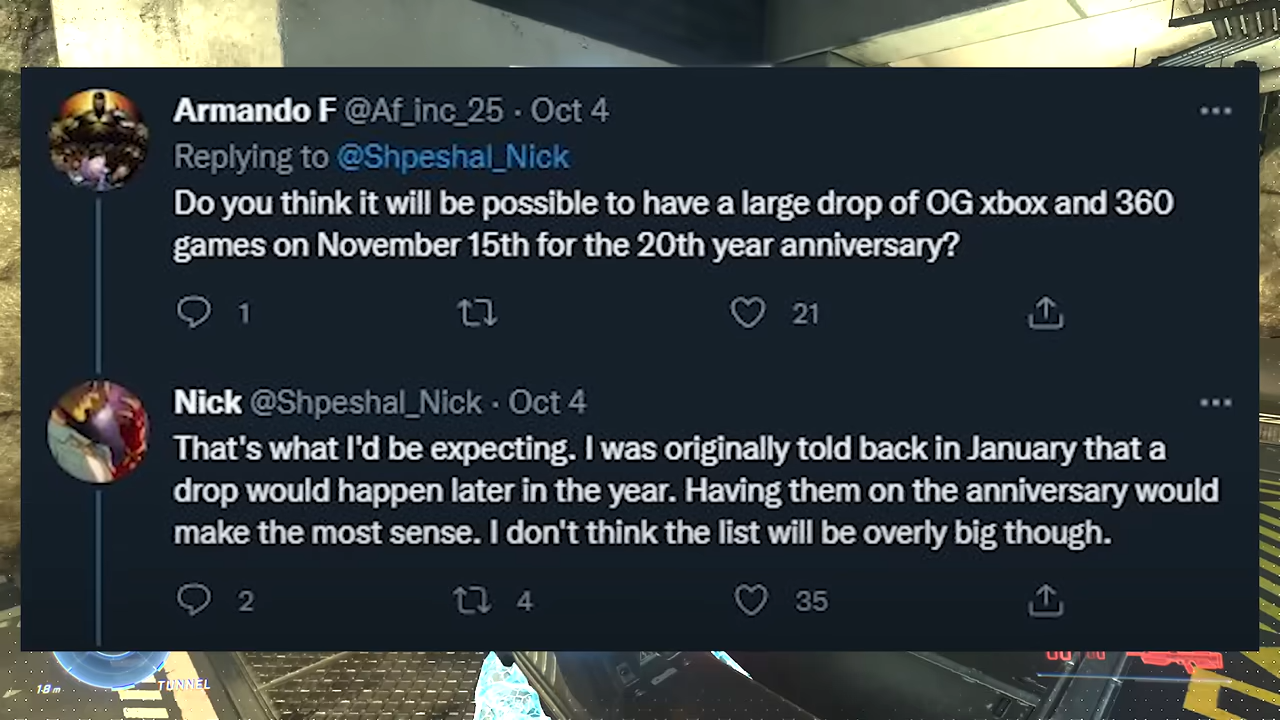 Armando F @Af_inc_25 · Oct 4
Replying to @Shpeshal_Nick
Do you think it will be possible to have a large drop of OG xbox and 360
games on November 15th for the 20th year anniversary?
1
21
Nick @Shpeshal_Nick · Oct 4
That's what I'd be expecting. I was originally told back in January that a
drop would happen later in the year. Having them on the anniversary would
make the most sense. I don't think the list will be overly big though.
2
4
35
18m
TUNNEL